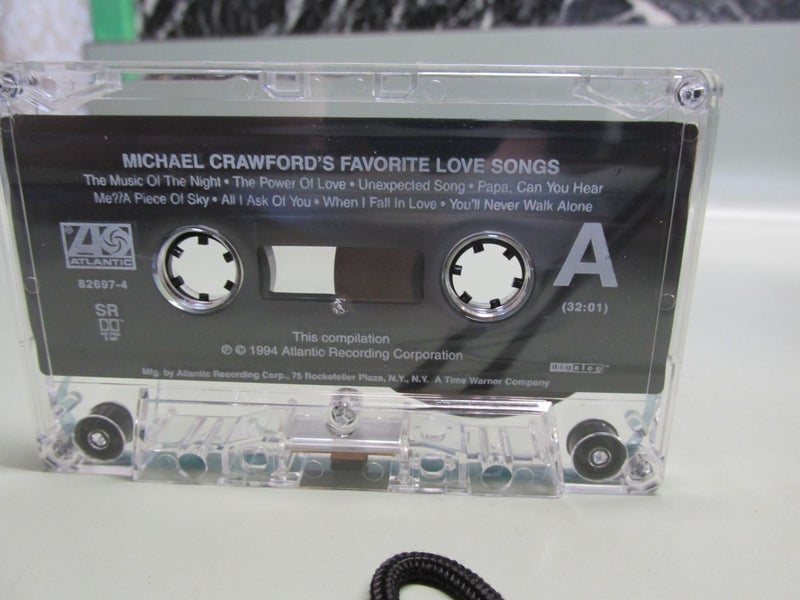 MICHAEL CRAWFORD'S FAVORITE LOVE SONGS
The Music Of The Night • The Power Of Love • Unexpected Song • Papa, Can You Hear
Me?/A Piece Of Sky • All I Ask Of You • When I Fall In Love • You'll Never Walk Alone
ATLANTIC
82697-4
A
(32:01)
SR
This compilation
℗ © 1994 Atlantic Recording Corporation
digalog
Mfg. by Atlantic Recording Corp., 75 Rockefeller Plaza, N.Y., N.Y. A Time Warner Company